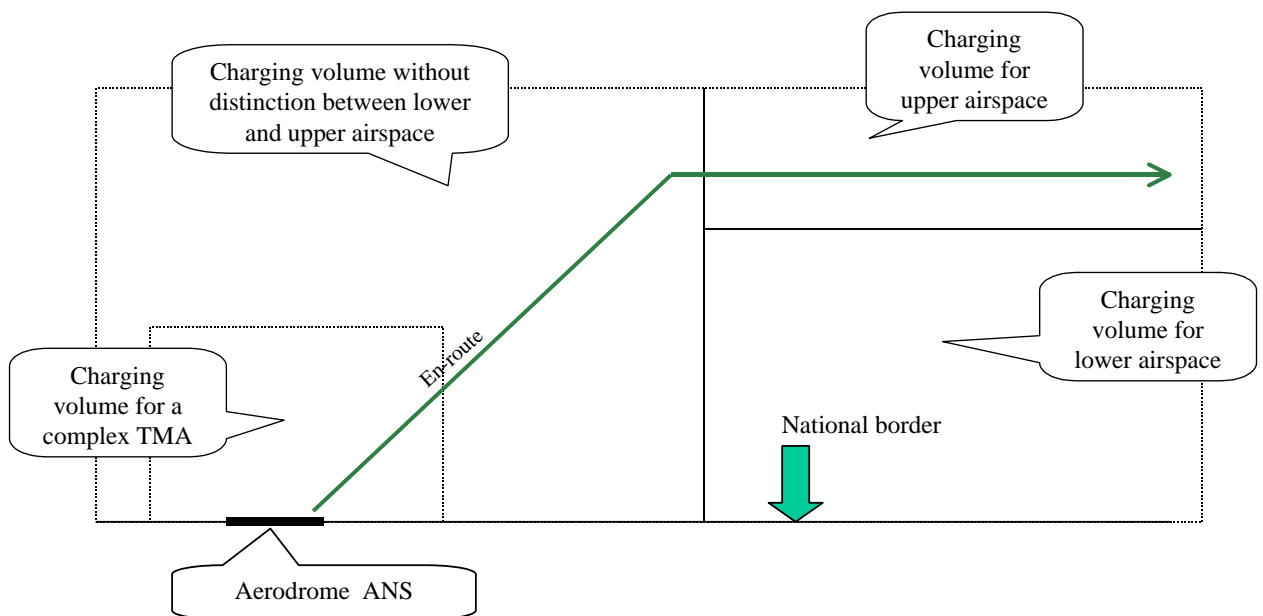 Charging volume without
distinction between lower
and upper airspace
Charging
volume for
upper airspace
Charging
volume for
lower airspace
En-route
Charging
volume for a
complex TMA
National border
Aerodrome ANS